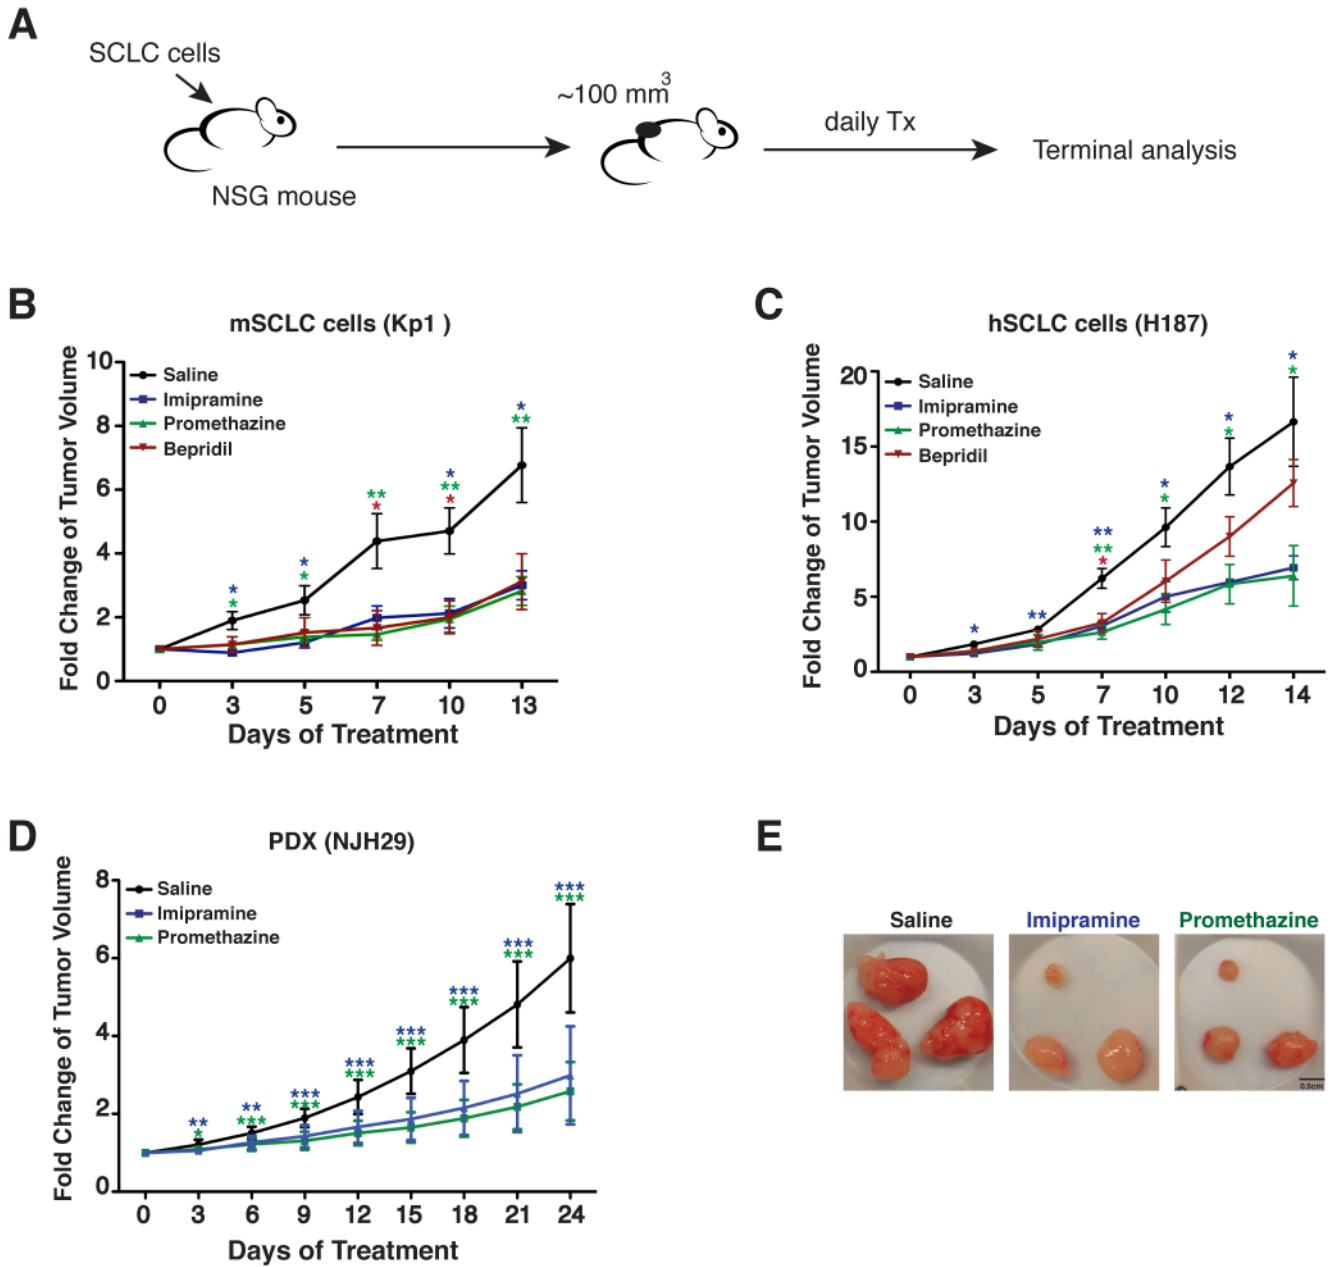 A
SCLC cells
NSG mouse
~100 mm3
daily Tx
Terminal analysis
B
mSCLC cells (Kp1 )
Fold Change of Tumor Volume
10
8
6
4
2
0
Saline
Imipramine
Promethazine
Bepridil
*
*
*
*
**
*
*
**
*
*
**
0 3 5 7 10 13
Days of Treatment
C
hSCLC cells (H187)
Fold Change of Tumor Volume
20
15
10
5
0
Saline
Imipramine
Promethazine
Bepridil
*
**
**
**
*
*
*
*
*
*
*
0 3 5 7 10 12 14
Days of Treatment
D
PDX (NJH29)
Fold Change of Tumor Volume
8
6
4
2
0
Saline
Imipramine
Promethazine
**
*
**
***
***
***
***
***
***
***
***
***
***
***
***
***
0 3 6 9 12 15 18 21 24
Days of Treatment
E
Saline
Imipramine
Promethazine
0.5cm